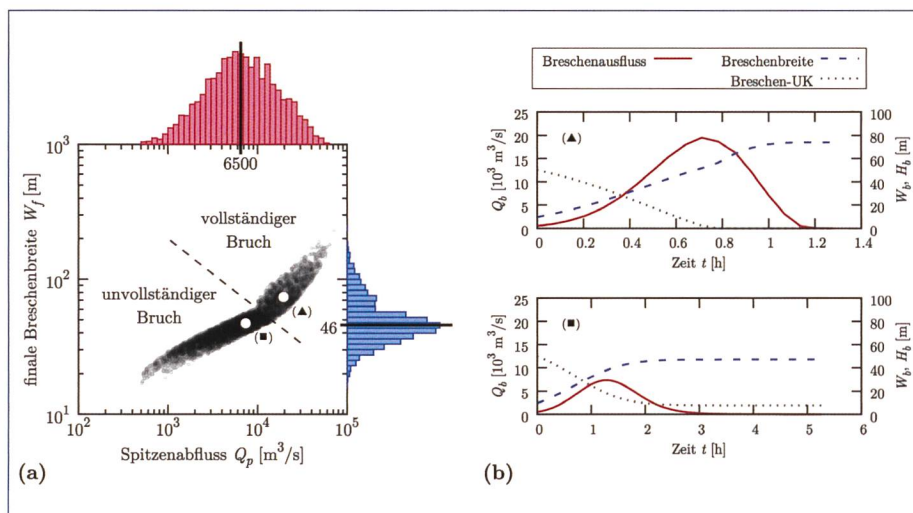 6500
10³
10²
10¹
finale Breschenbreite W_f [m]
vollständiger
Bruch
unvollständiger
Bruch
(▲)
(■)
46
10² 10³ 10⁴ 10⁵
Spitzenabfluss Q_p [m³/s]
(a)
Breschenausfluss
Breschenbreite
Breschen-UK
25
20
15
10
5
0
Q_b [10³ m³/s]
(▲)
100
80
60
40
20
0
W_b, H_b [m]
0 0.2 0.4 0.6 0.8 1 1.2 1.4
Zeit t [h]
25
20
15
10
5
0
Q_b [10³ m³/s]
(■)
100
80
60
40
20
0
W_b, H_b [m]
0 1 2 3 4 5 6
Zeit t [h]
(b)